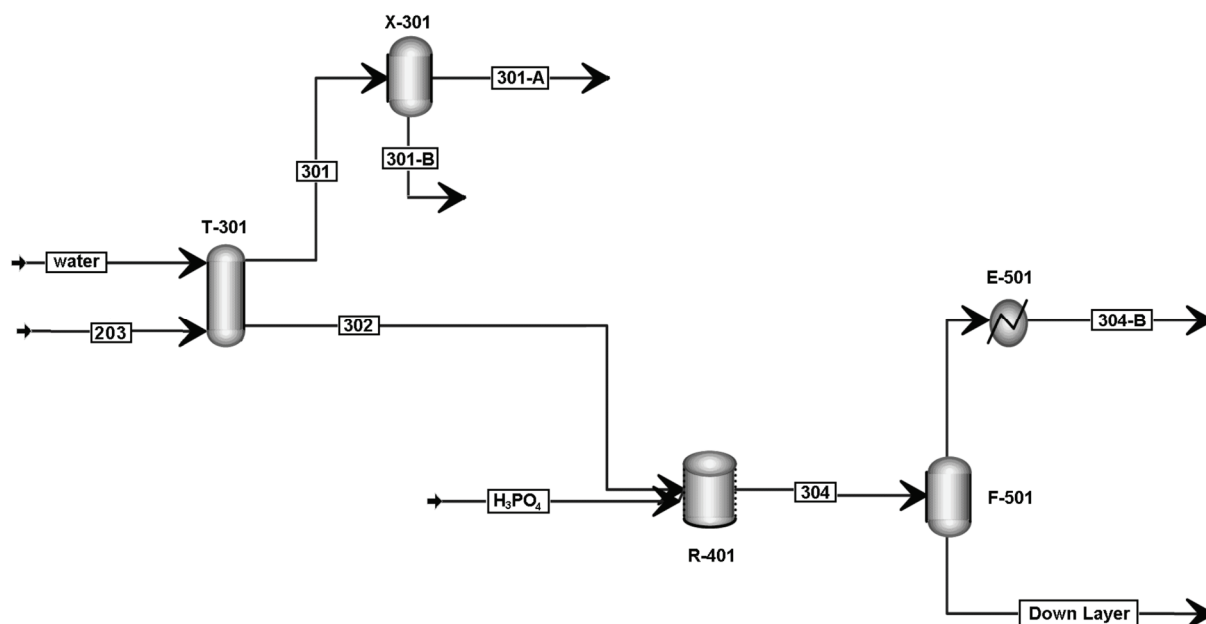 X-301
301-A
301-B
301
T-301
water
203
302
E-501
304-B
H₃PO₄
304
F-501
R-401
Down Layer